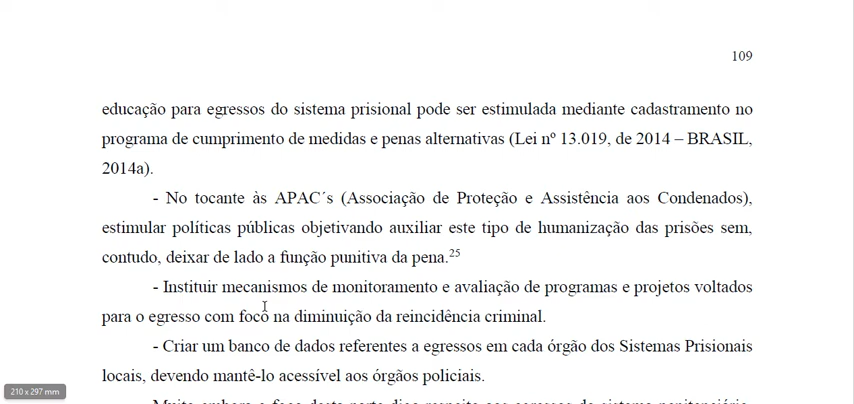 109
educação para egressos do sistema prisional pode ser estimulada mediante cadastramento no
programa de cumprimento de medidas e penas alternativas (Lei nº 13.019, de 2014 – BRASIL,
2014a).
- No tocante às APAC´s (Associação de Proteção e Assistência aos Condenados),
estimular políticas públicas objetivando auxiliar este tipo de humanização das prisões sem,
contudo, deixar de lado a função punitiva da pena.25
- Instituir mecanismos de monitoramento e avaliação de programas e projetos voltados
para o egresso com foco na diminuição da reincidência criminal.
- Criar um banco de dados referentes a egressos em cada órgão dos Sistemas Prisionais
locais, devendo mantê-lo acessível aos órgãos policiais.
210 x 297 mm